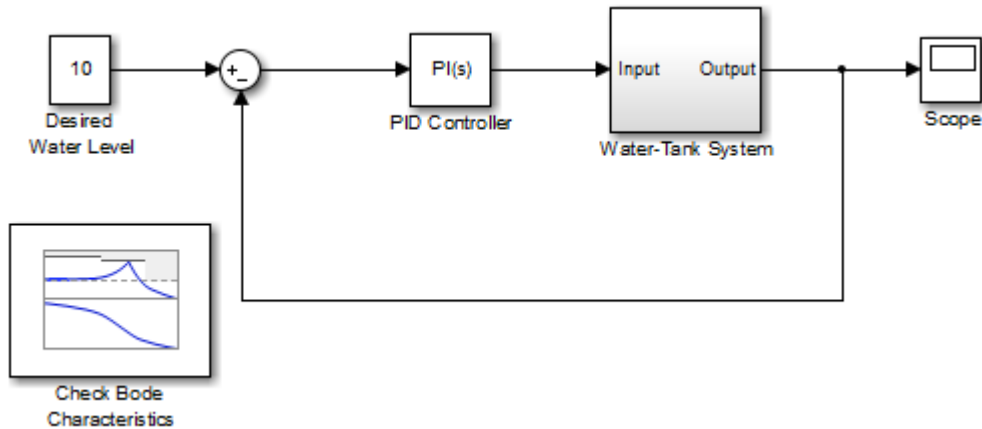 10
+
−
PI(s)
Input Output
Desired
Water Level
PID Controller
Water-Tank System
Scope
Check Bode
Characteristics